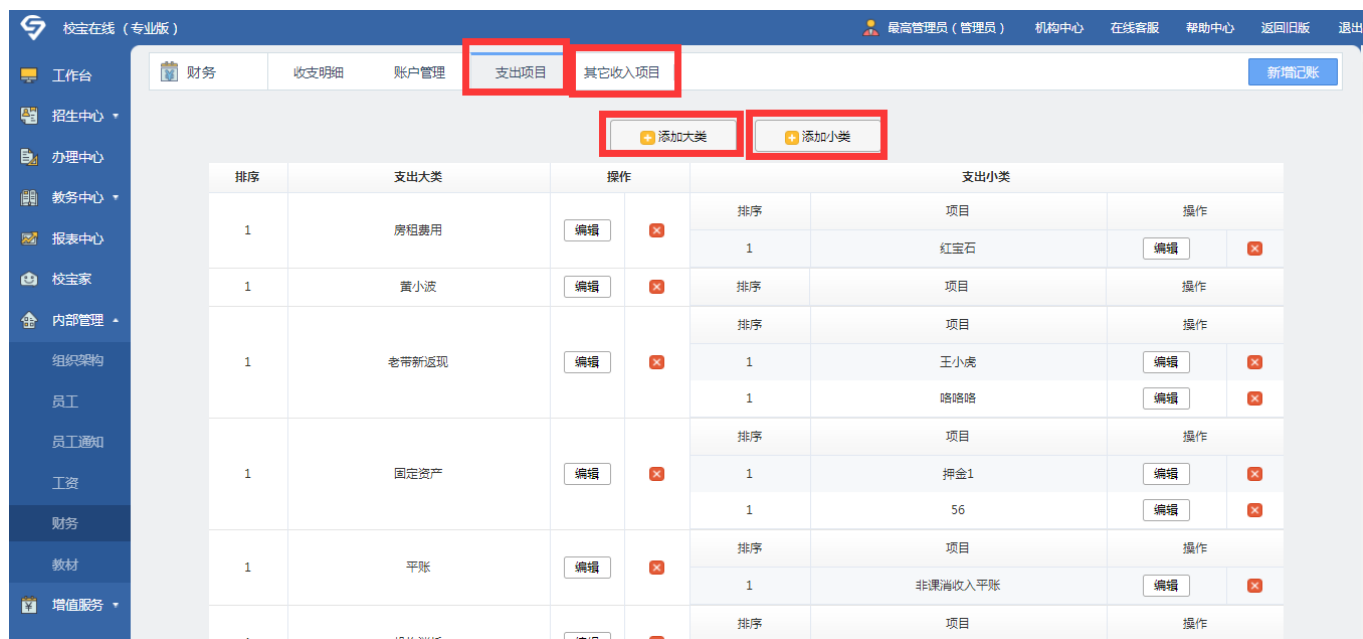 校宝在线（专业版） 最高管理员（管理员） 机构中心 在线客服 帮助中心 返回旧版 退出
工作台
招生中心
办理中心
教务中心
报表中心
校宝家
内部管理
组织架构
员工
员工通知
工资
财务
教材
增值服务
财务 收支明细 账户管理 支出项目 其它收入项目 新增记账
添加大类 添加小类
排序 支出大类 操作 支出小类
排序 项目 操作
1 房租费用 编辑
1 红宝石 编辑
1 黄小波 编辑 排序 项目 操作
排序 项目 操作
1 老带新返现 编辑 1 王小虎 编辑
1 咯咯咯 编辑
排序 项目 操作
1 固定资产 编辑 1 押金1 编辑
1 56 编辑
排序 项目 操作
1 平账 编辑
1 非课消收入平账 编辑
排序 项目 操作